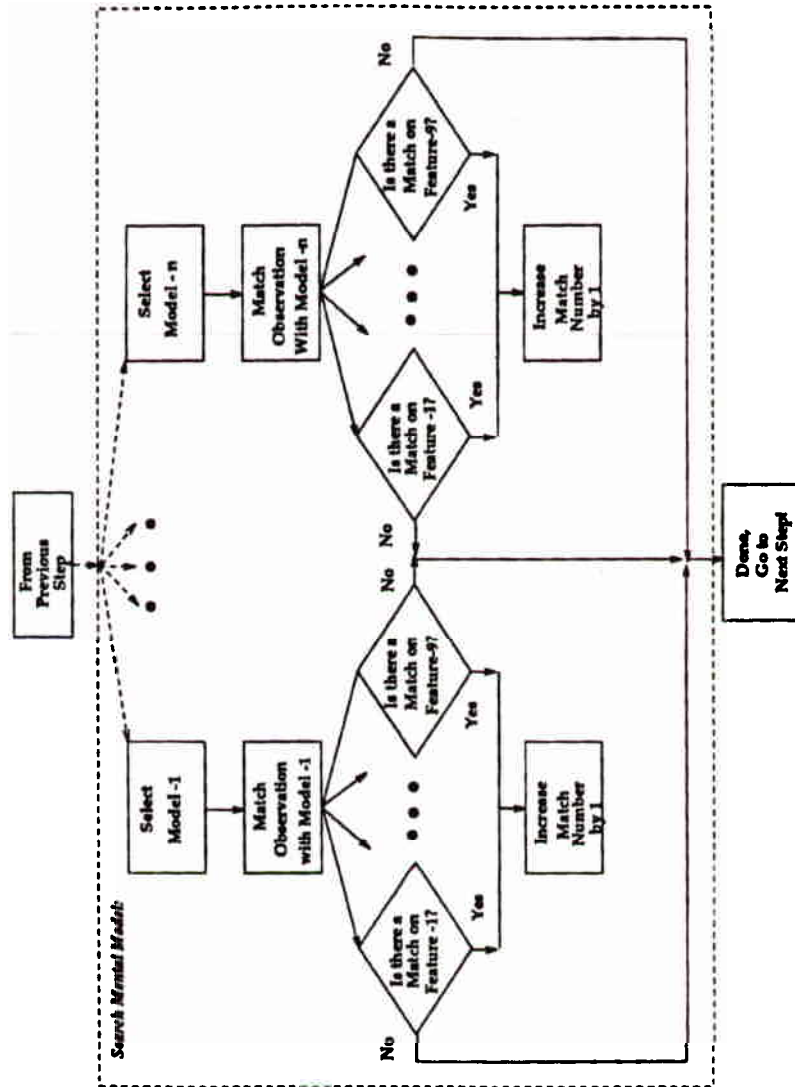 From
Previous
Step
Search Mental Model:
Select
Model -1
Select
Model - n
Match
Observation
with Model -1
Match
Observation
With Model -n
Is there a
Match on
Feature -1?
Is there a
Match on
Feature-9?
Is there a
Match on
Feature -1?
Is there a
Match on
Feature-9?
No
Yes
Yes
No
No
Yes
Yes
No
Increase
Match
Number
by 1
Increase
Match
Number
by 1
Done,
Go to
Next Step!